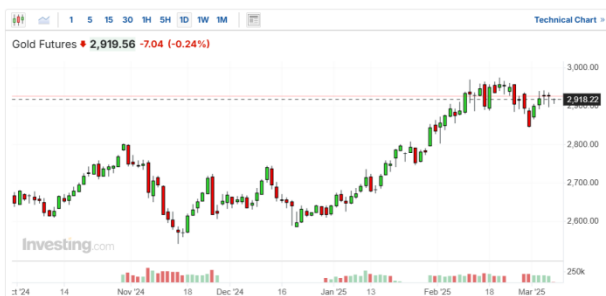 1 5 15 30 1H 5H 1D 1W 1M Technical Chart »
Gold Futures 2,919.56 -7.04 (-0.24%)
3,000.00
2,918.22
2,800.00
2,700.00
2,600.00
Investing.com
250k
ct '24 14 Nov '24 18 Dec '24 16 Jan '25 13 Feb '25 18 Mar '25